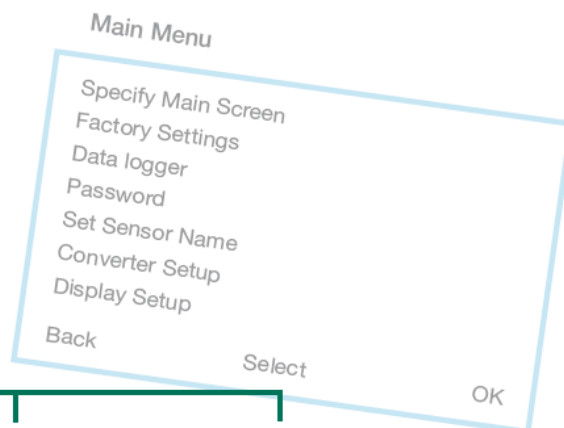 Main Menu
Specify Main Screen
Factory Settings
Data logger
Password
Set Sensor Name
Converter Setup
Display Setup
Back Select OK